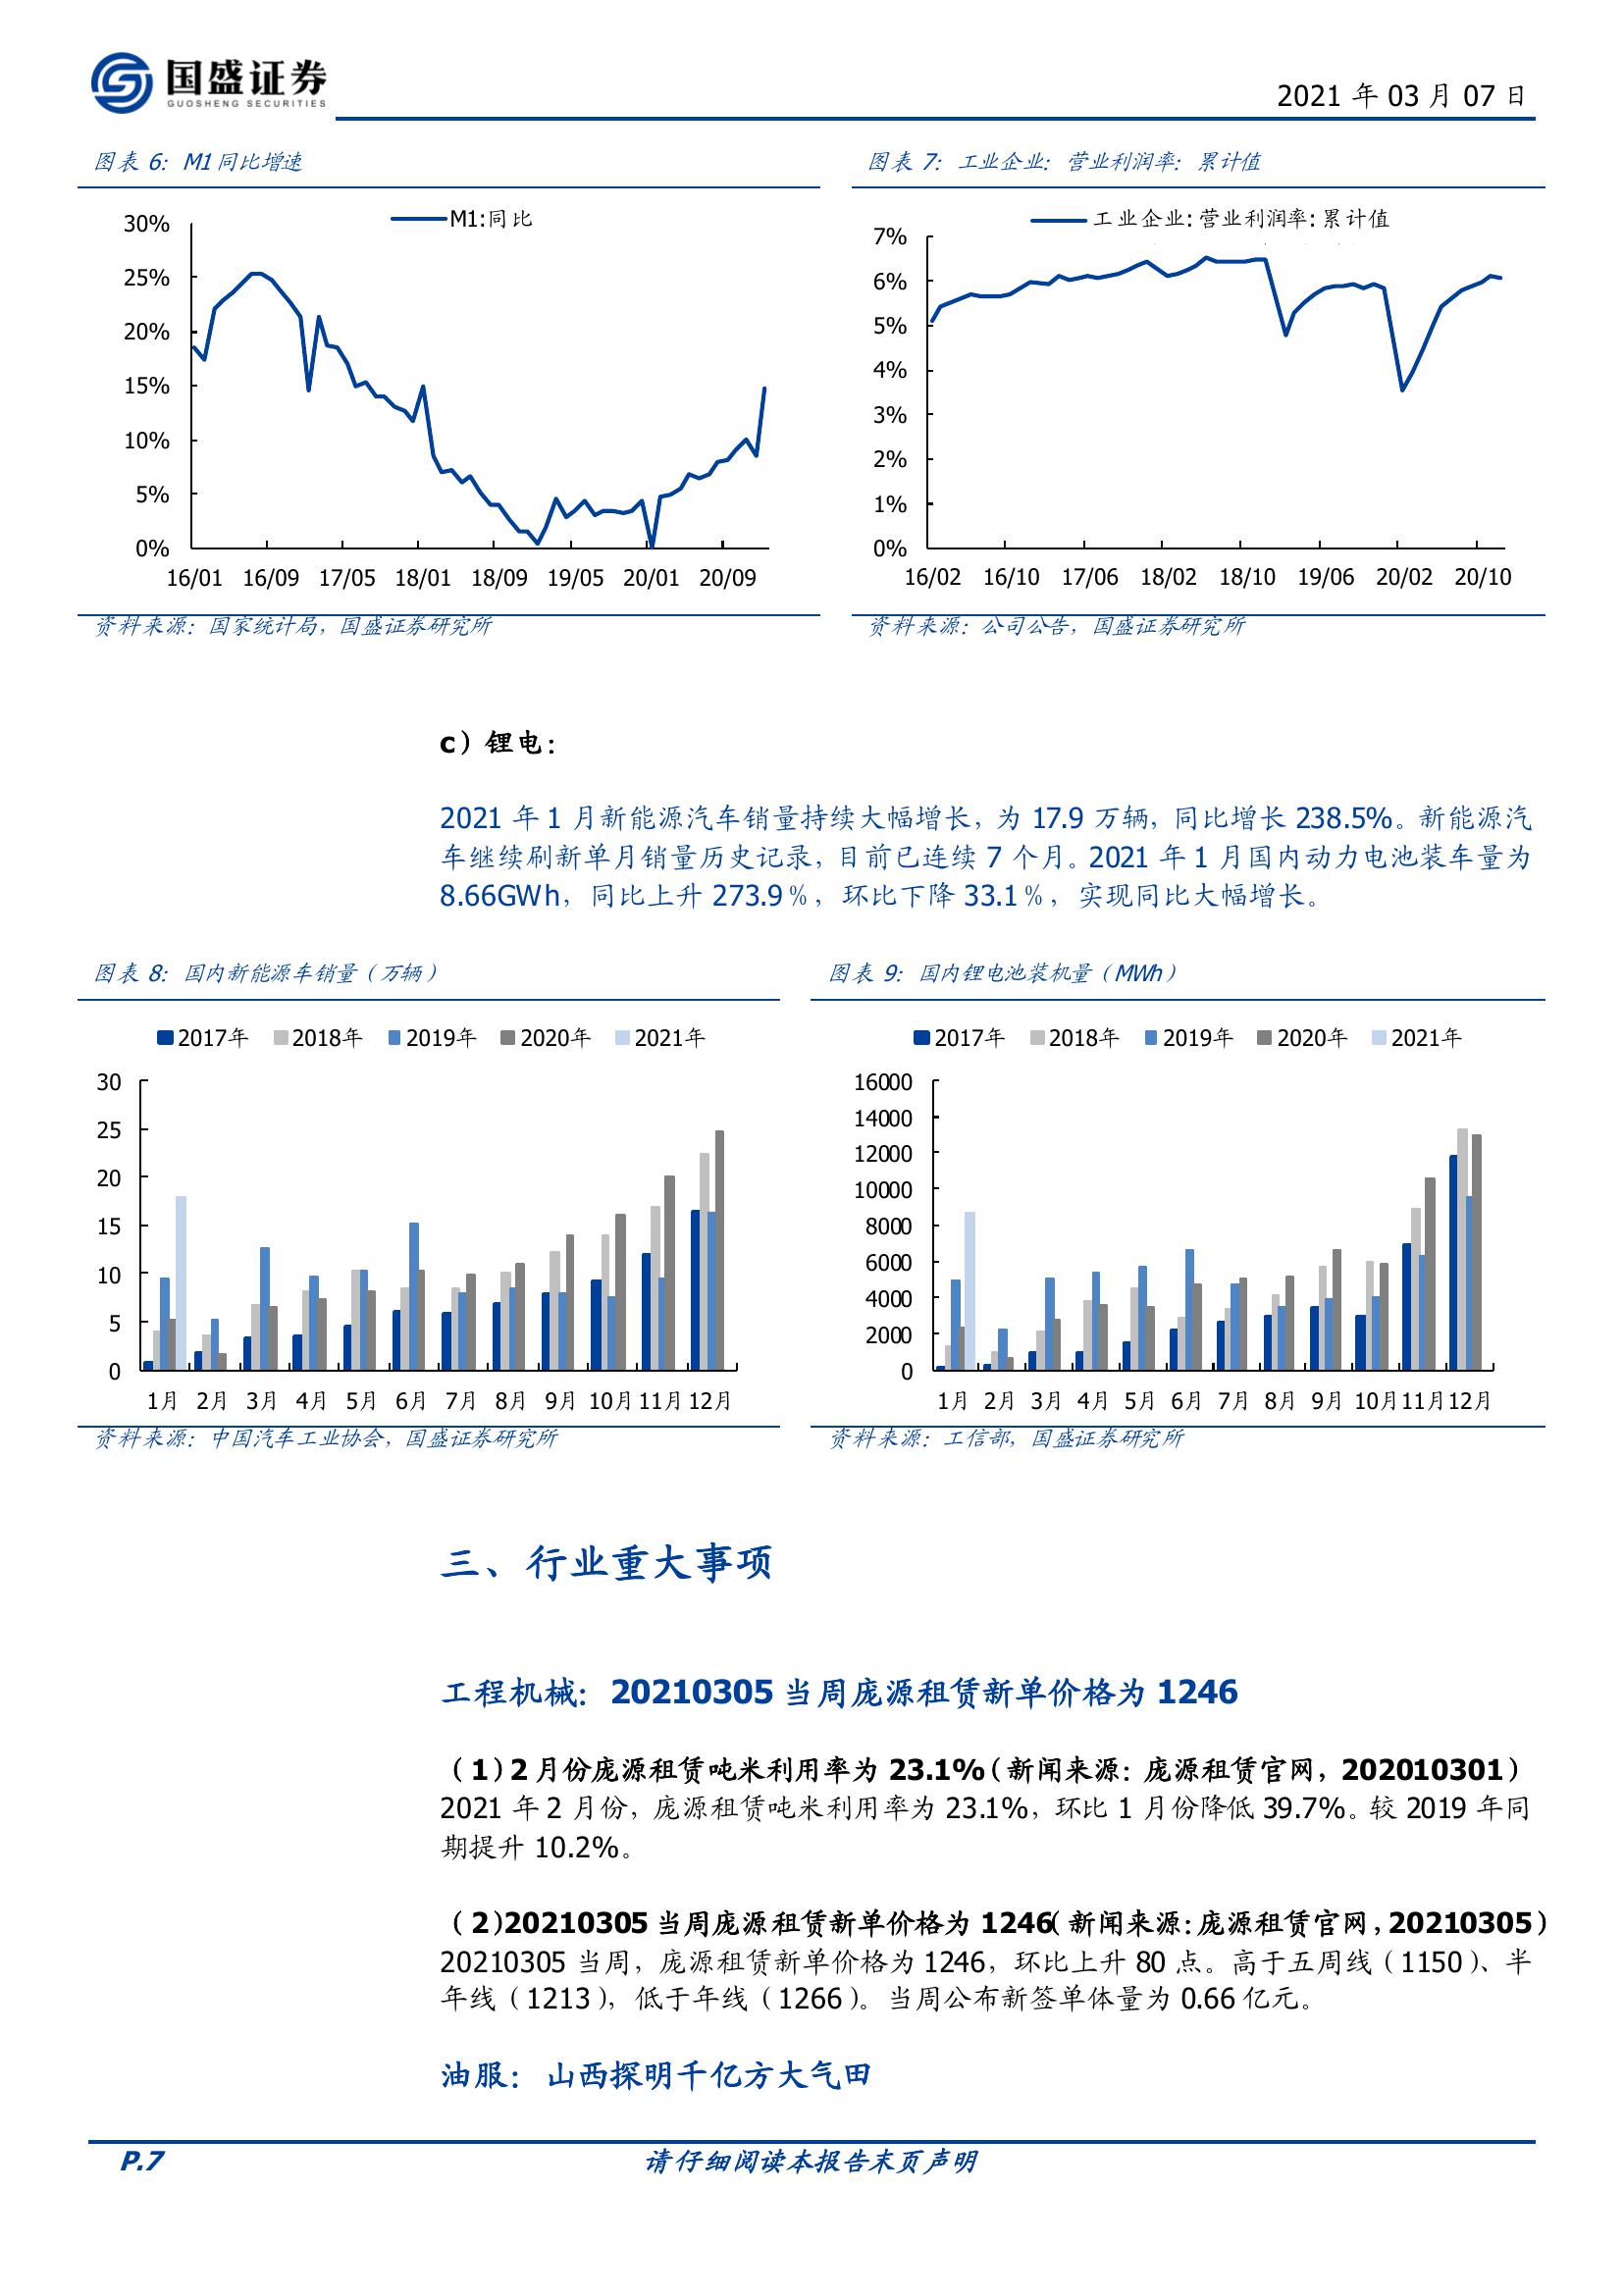 国盛证券
GUOSHENG SECURITIES
2021 年 03 月 07 日
图表 6：M1 同比增速
M1:同比
30%
25%
20%
15%
10%
5%
0%
16/01 16/09 17/05 18/01 18/09 19/05 20/01 20/09
资料来源：国家统计局，国盛证券研究所
图表 7：工业企业：营业利润率：累计值
工业企业:营业利润率:累计值
7%
6%
5%
4%
3%
2%
1%
0%
16/02 16/10 17/06 18/02 18/10 19/06 20/02 20/10
资料来源：公司公告，国盛证券研究所
c）锂电：
2021 年 1 月新能源汽车销量持续大幅增长，为 17.9 万辆，同比增长 238.5%。新能源汽
车继续刷新单月销量历史记录，目前已连续 7 个月。2021 年 1 月国内动力电池装车量为
8.66GWh，同比上升 273.9％，环比下降 33.1％，实现同比大幅增长。
图表 8：国内新能源车销量（万辆）
2017年 2018年 2019年 2020年 2021年
30
25
20
15
10
5
0
1月 2月 3月 4月 5月 6月 7月 8月 9月 10月 11月 12月
资料来源：中国汽车工业协会，国盛证券研究所
图表 9：国内锂电池装机量（MWh）
2017年 2018年 2019年 2020年 2021年
16000
14000
12000
10000
8000
6000
4000
2000
0
1月 2月 3月 4月 5月 6月 7月 8月 9月 10月 11月 12月
资料来源：工信部，国盛证券研究所
三、行业重大事项
工程机械：20210305 当周庞源租赁新单价格为 1246
（1）2 月份庞源租赁吨米利用率为 23.1%（新闻来源：庞源租赁官网，202010301）
2021 年 2 月份，庞源租赁吨米利用率为 23.1%，环比 1 月份降低 39.7%。较 2019 年同
期提升 10.2%。
（2）20210305 当周庞源租赁新单价格为 1246（新闻来源：庞源租赁官网，20210305）
20210305 当周，庞源租赁新单价格为 1246，环比上升 80 点。高于五周线（1150）、半
年线（1213），低于年线（1266）。当周公布新签单体量为 0.66 亿元。
油服：山西探明千亿方大气田
P.7
请仔细阅读本报告末页声明